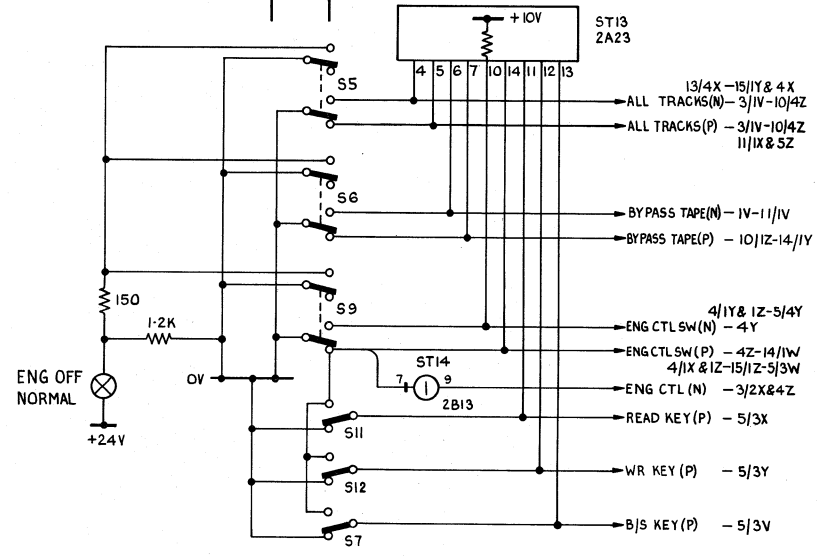 +10V
ST13
2A23
4 5 6 7 10 14 11 12 13
S5
13/4X-15/1Y & 4X
ALL TRACKS(N) - 3/1V-10/4Z
ALL TRACKS(P) - 3/1V-10/4Z
11/1X & 5Z
S6
BYPASS TAPE(N) - 1V-11/1V
BYPASS TAPE(P) - 10/1Z-14/1Y
S9
150
1·2K
4/1Y & 1Z-5/4Y
ENG CTL SW(N) - 4Y
ENG CTL SW(P) - 4Z-14/1W
4/1X & 1Z-15/1Z-5/3W
ST14
7 1 9
2B13
ENG CTL(N) - 3/2X&4Z
0V
ENG OFF
NORMAL
+24V
S11
READ KEY(P) - 5/3X
S12
WR KEY(P) - 5/3Y
S7
B/S KEY(P) - 5/3V